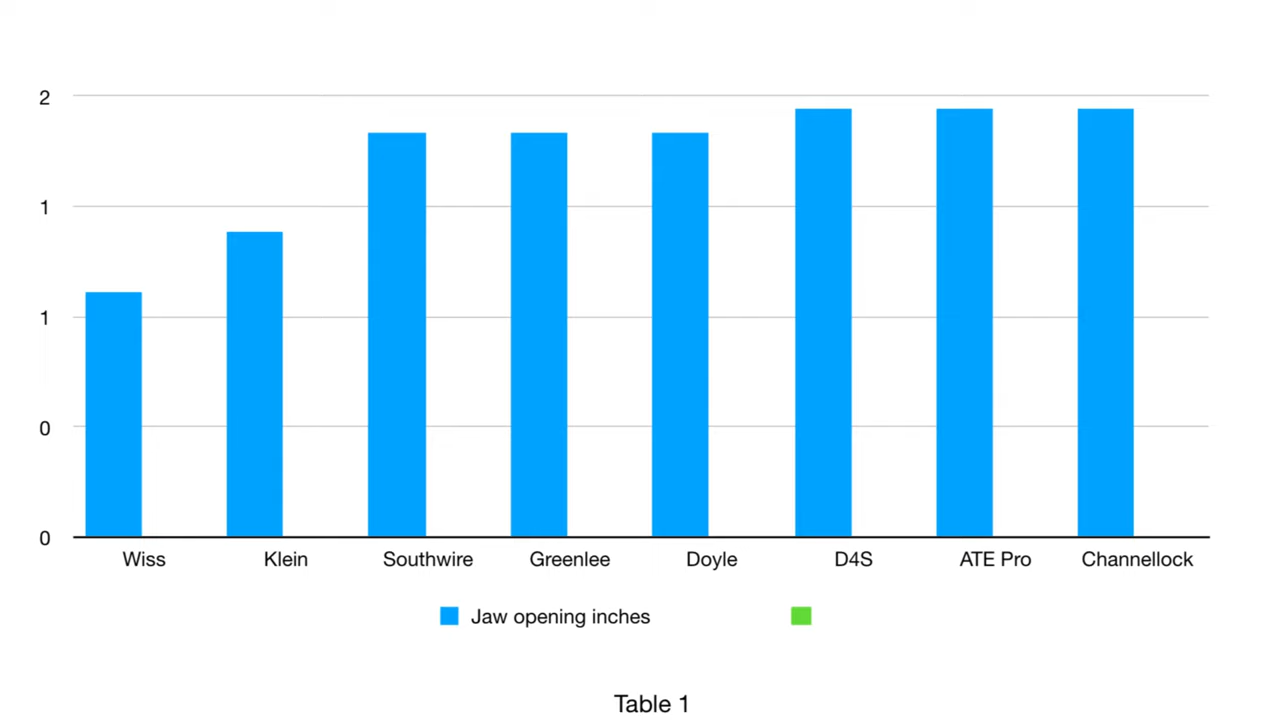 2
1
1
0
0
Wiss Klein Southwire Greenlee Doyle D4S ATE Pro Channellock
Jaw opening inches
Table 1